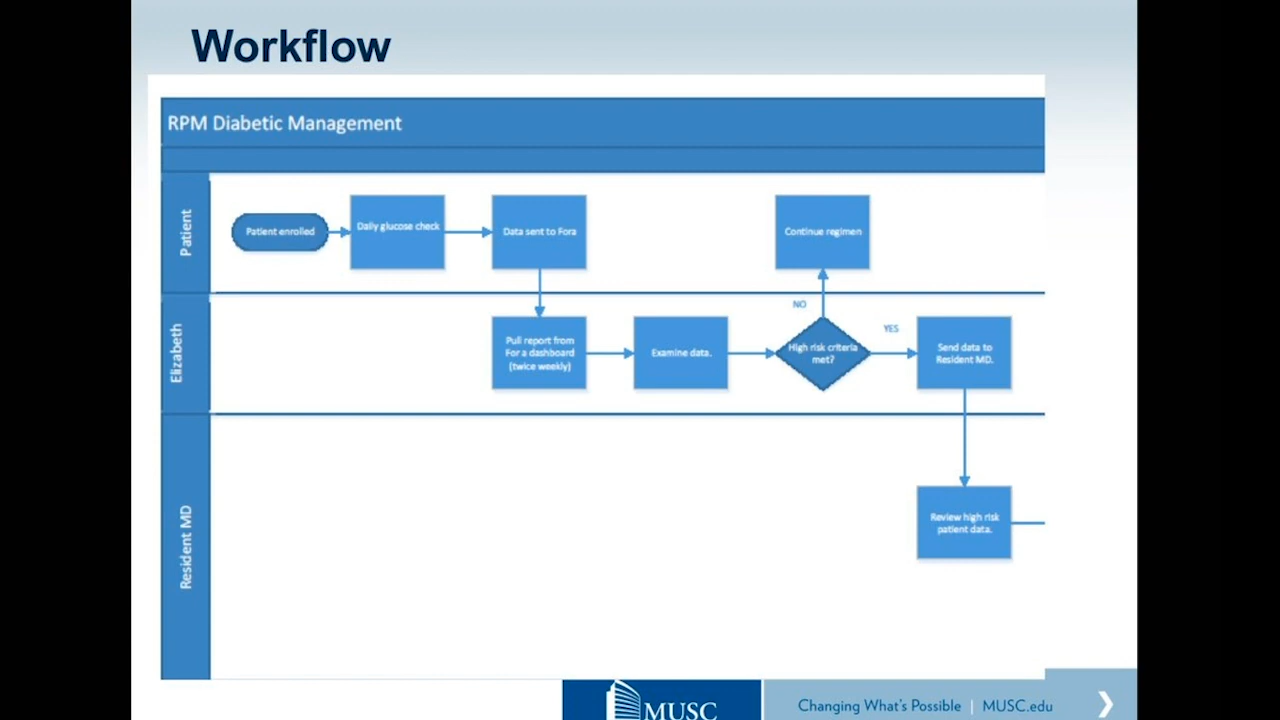 Workflow
RPM Diabetic Management
Patient
Patient enrolled
Daily glucose check
Data sent to Fora
Continue regimen
NO
YES
Elizabeth
Pull report from
For a dashboard
(twice weekly)
Examine data.
High risk criteria
met?
Send data to
Resident MD.
Resident MD
Review high risk
patient data.
MUSC
Changing What's Possible | MUSC.edu